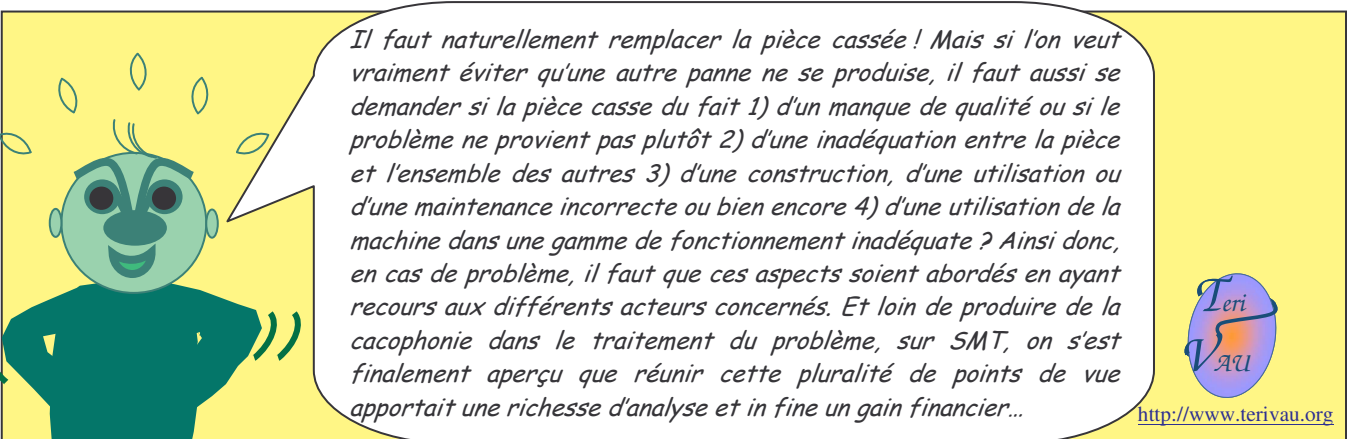 Il faut naturellement remplacer la pièce cassée ! Mais si l'on veut
vraiment éviter qu'une autre panne ne se produise, il faut aussi se
demander si la pièce casse du fait 1) d'un manque de qualité ou si le
problème ne provient pas plutôt 2) d'une inadéquation entre la pièce
et l'ensemble des autres 3) d'une construction, d'une utilisation ou
d'une maintenance incorrecte ou bien encore 4) d'une utilisation de la
machine dans une gamme de fonctionnement inadéquate ? Ainsi donc,
en cas de problème, il faut que ces aspects soient abordés en ayant
recours aux différents acteurs concernés. Et loin de produire de la
cacophonie dans le traitement du problème, sur SMT, on s'est
finalement aperçu que réunir cette pluralité de points de vue
apportait une richesse d'analyse et in fine un gain financier…
Teri
VAU
http://www.terivau.org